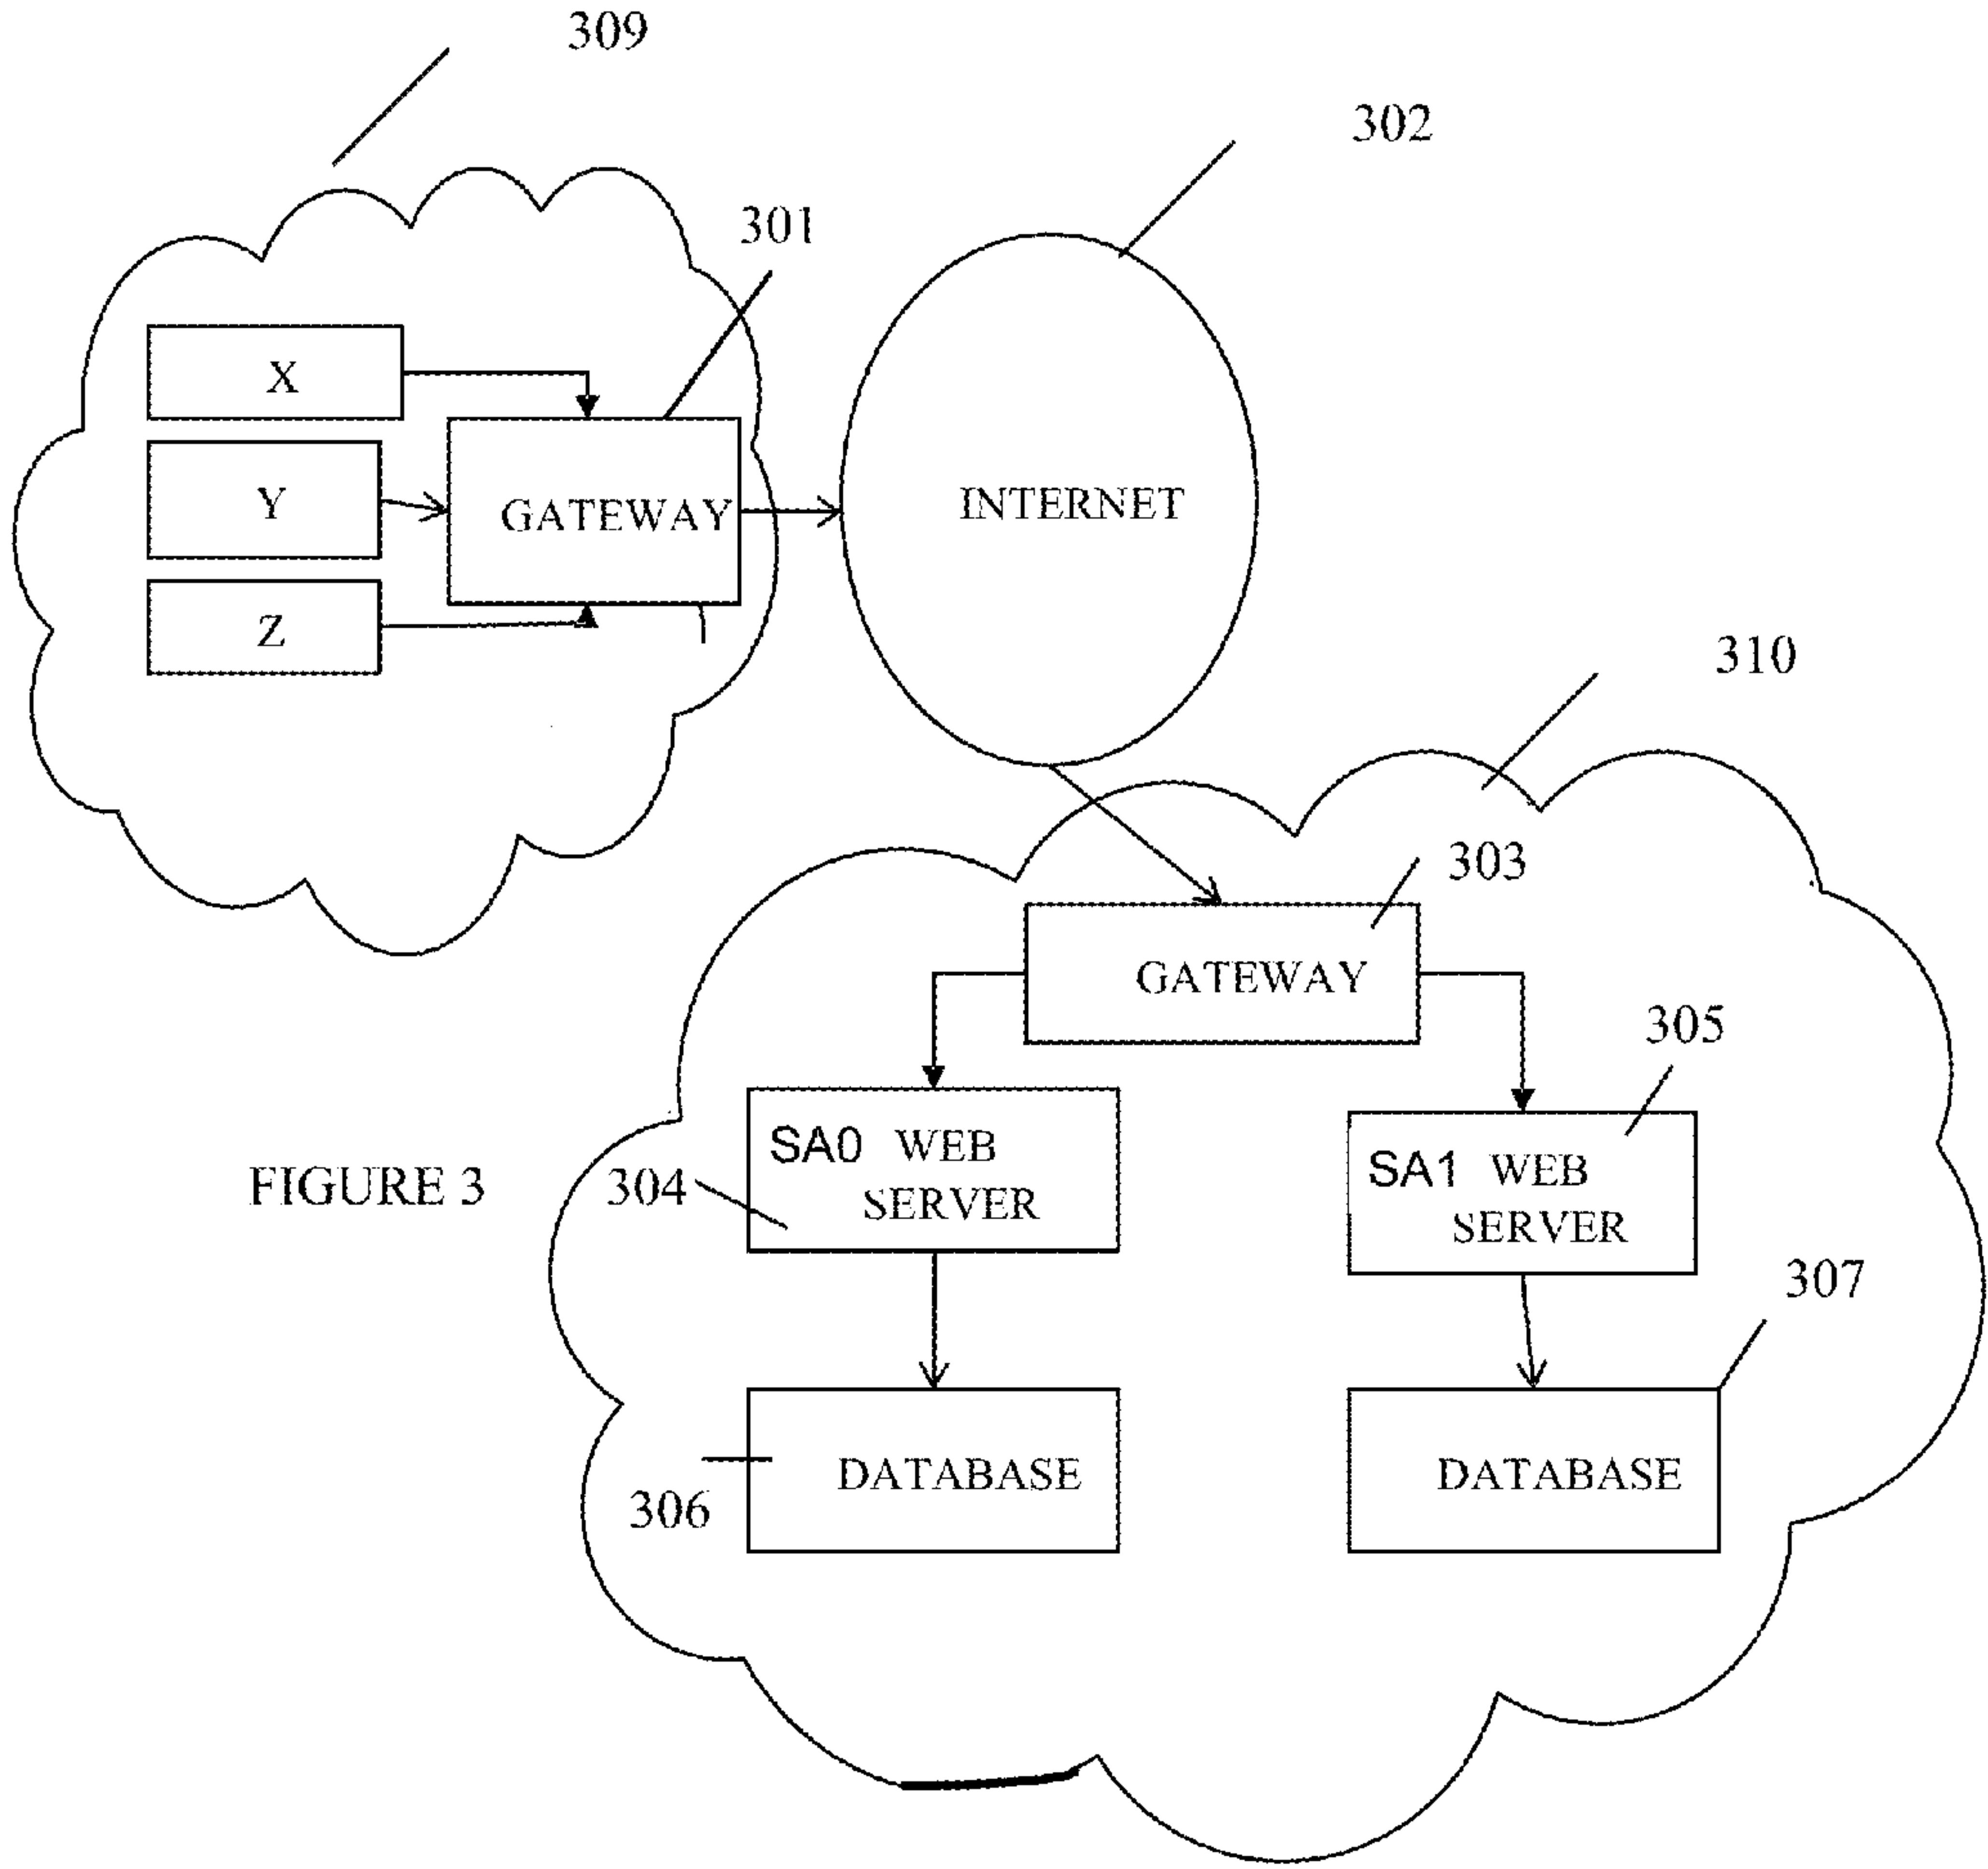 309
302
301
X
Y
GATEWAY
INTERNET
Z
310
303
GATEWAY
305
SA0 WEB
SERVER
304
SA1 WEB
SERVER
FIGURE 3
307
DATABASE
306
DATABASE